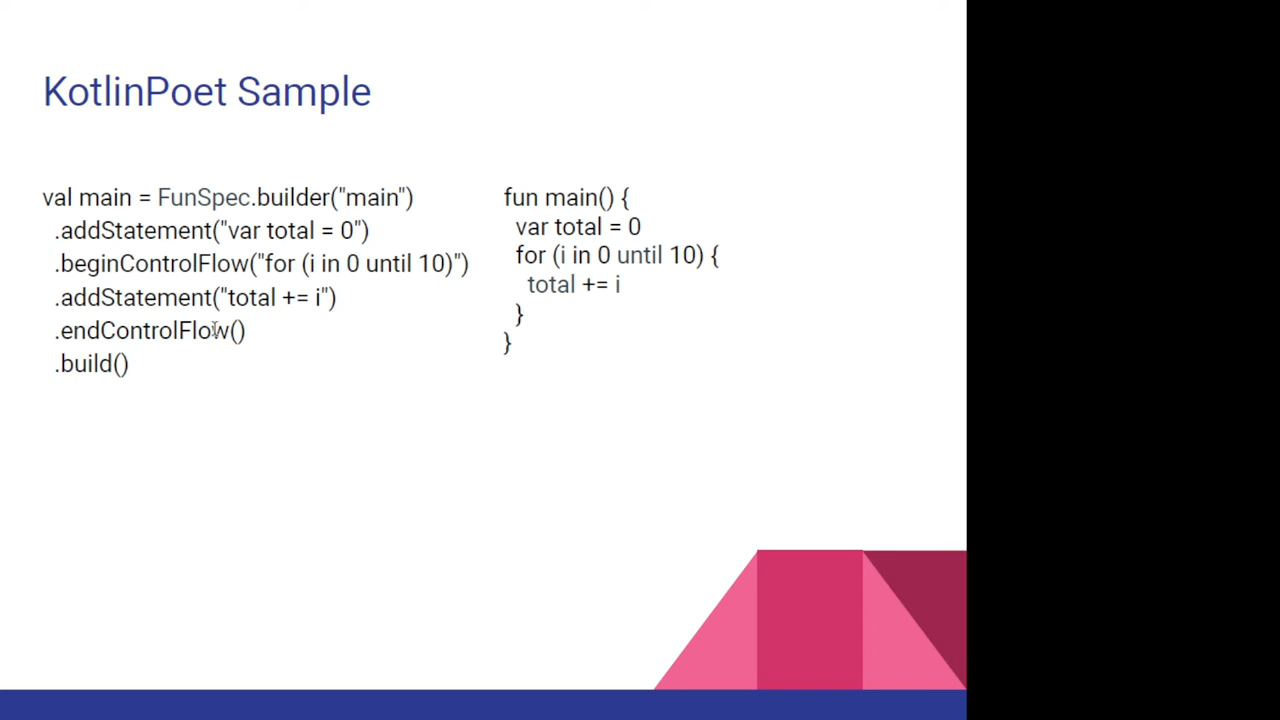 KotlinPoet Sample
val main = FunSpec.builder("main")
.addStatement("var total = 0")
.beginControlFlow("for (i in 0 until 10)")
.addStatement("total += i")
.endControlFlow()
.build()
fun main() {
var total = 0
for (i in 0 until 10) {
total += i
}
}